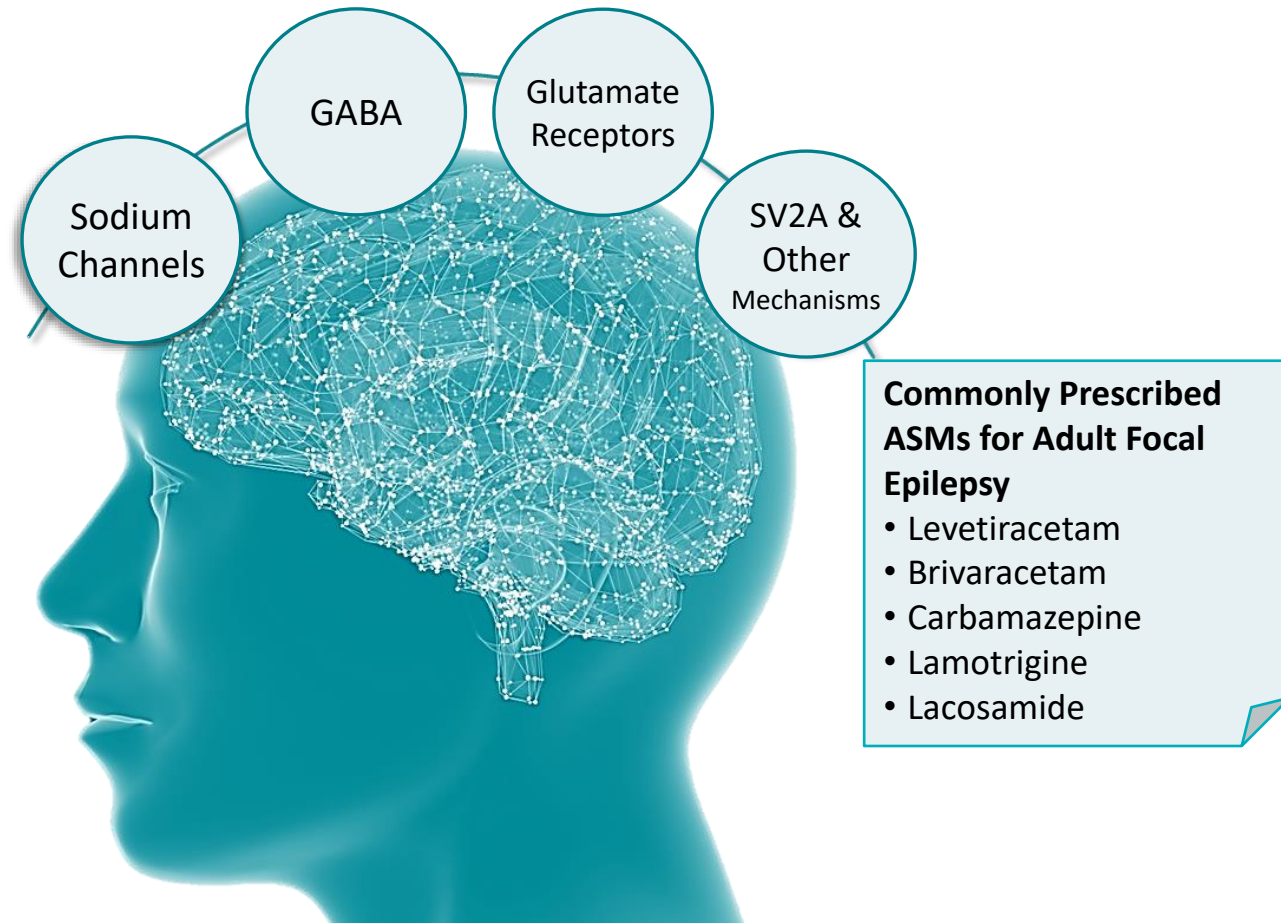 GABA
Glutamate
Receptors
Sodium
Channels
SV2A &
Other
Mechanisms
Commonly Prescribed
ASMs for Adult Focal
Epilepsy
• Levetiracetam
• Brivaracetam
• Carbamazepine
• Lamotrigine
• Lacosamide